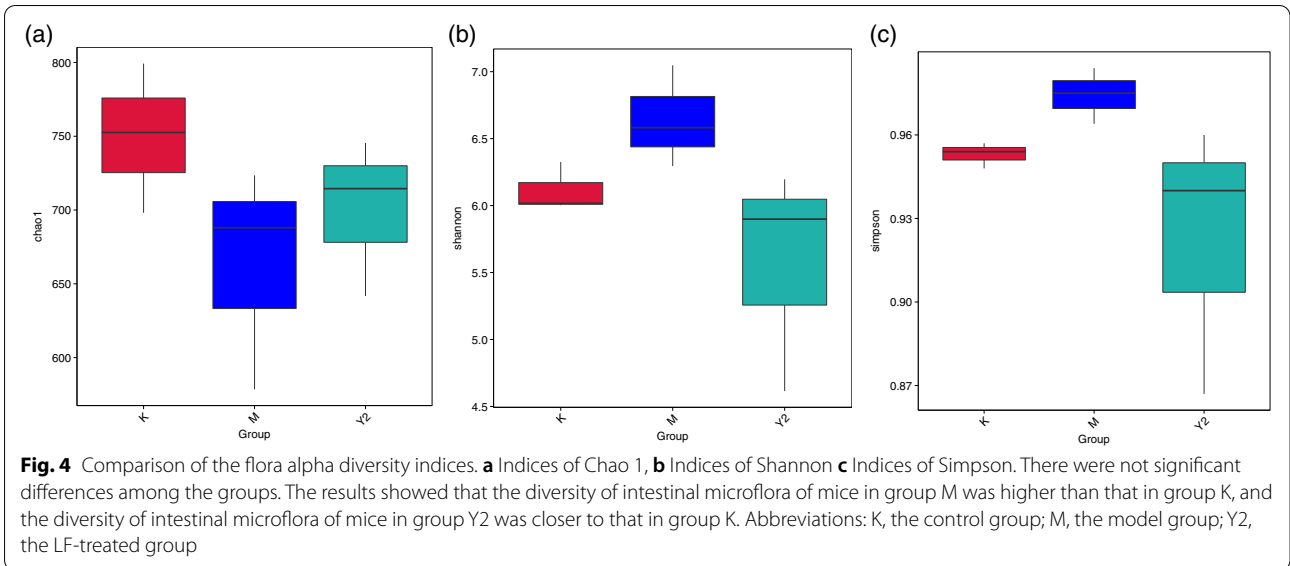 (a)
chao1
800
750
700
650
600
K
M
Y2
Group
(b)
shannon
7.0
6.5
6.0
5.5
5.0
4.5
K
M
Y2
Group
(c)
simpson
0.96
0.93
0.90
0.87
K
M
Y2
Group
Fig. 4 Comparison of the flora alpha diversity indices. a Indices of Chao 1, b Indices of Shannon c Indices of Simpson. There were not significant
differences among the groups. The results showed that the diversity of intestinal microflora of mice in group M was higher than that in group K, and
the diversity of intestinal microflora of mice in group Y2 was closer to that in group K. Abbreviations: K, the control group; M, the model group; Y2,
the LF-treated group